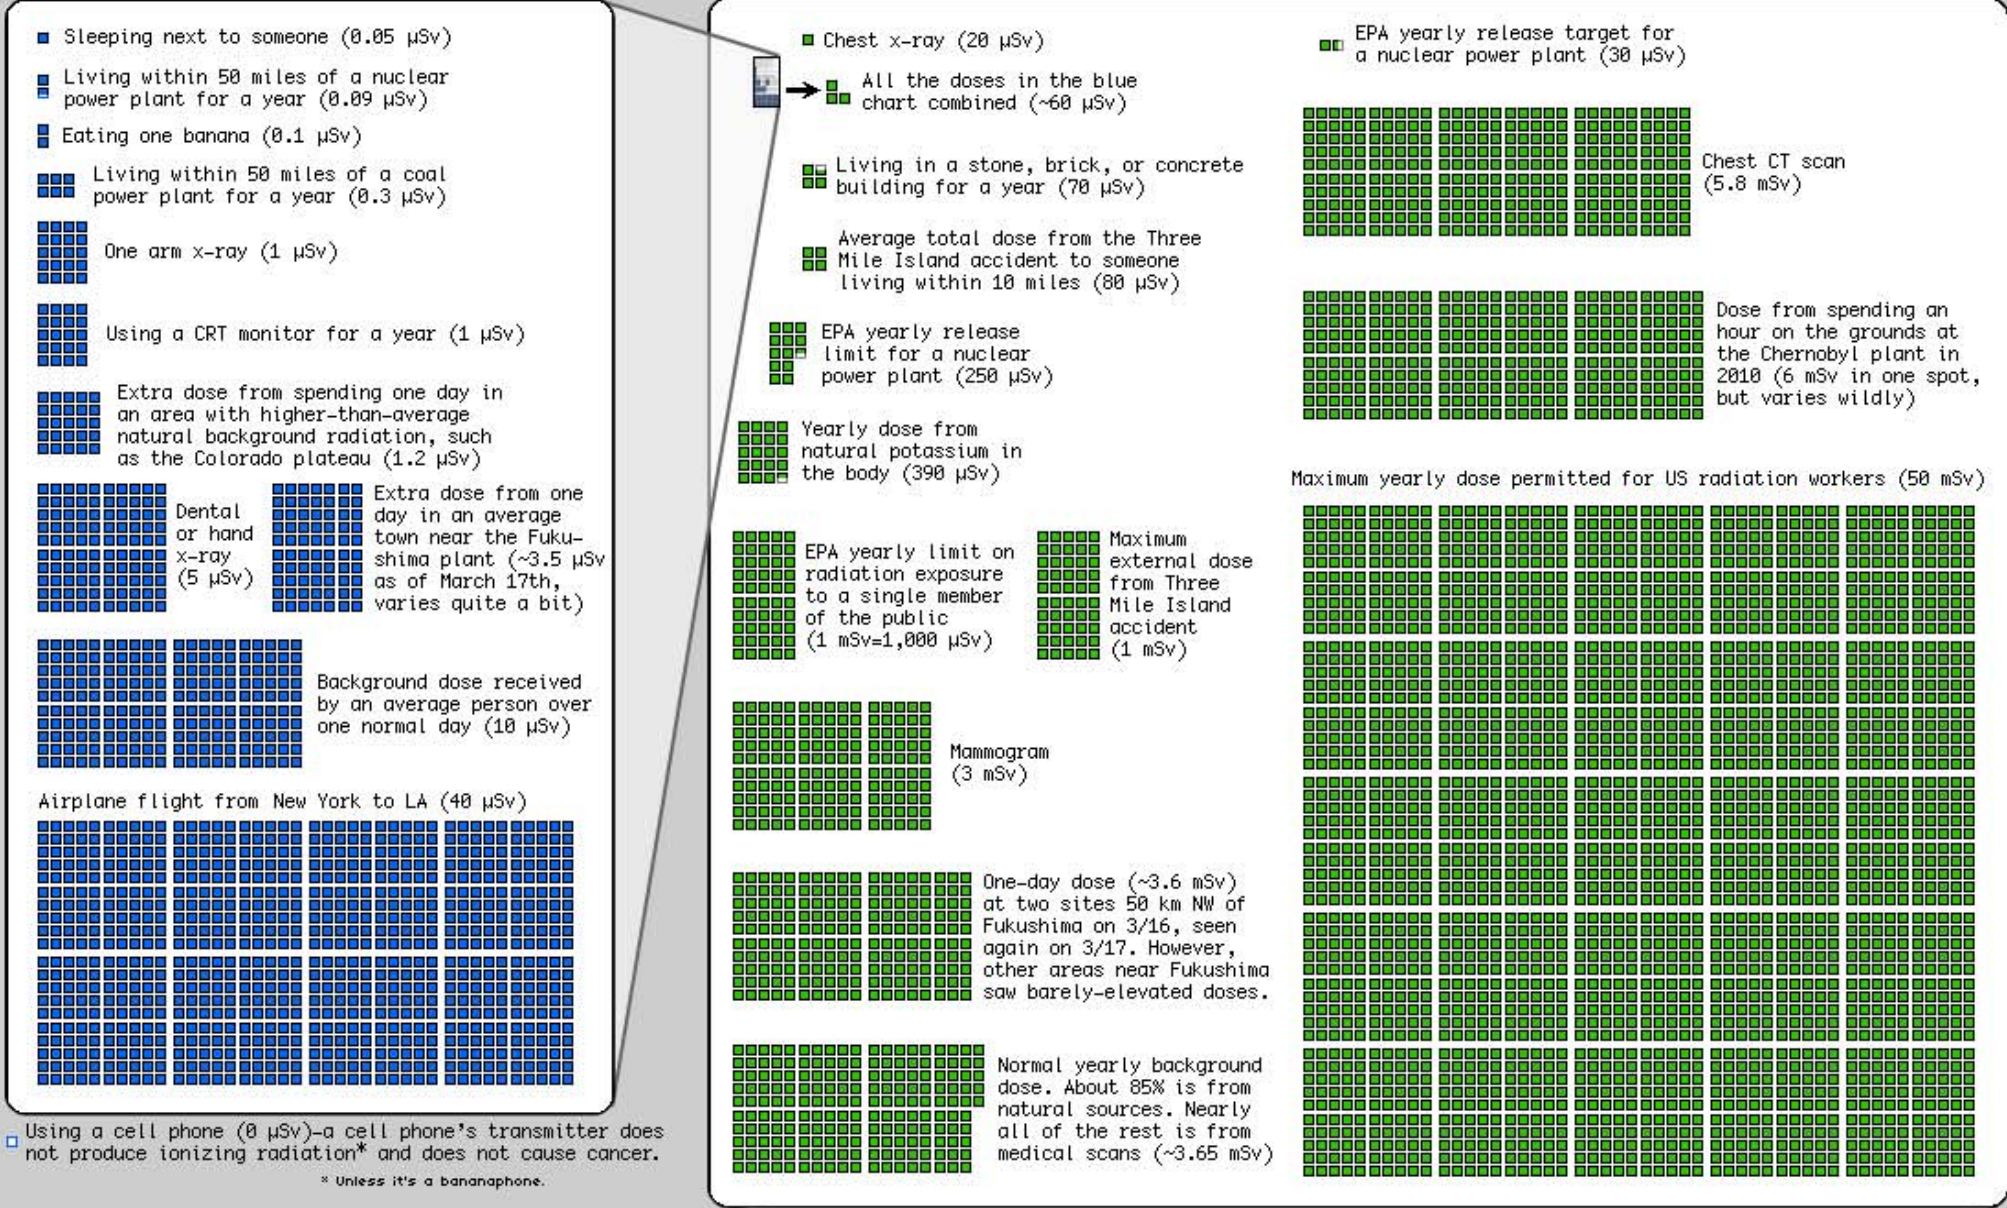 Sleeping next to someone (0.05 µSv)
Living within 50 miles of a nuclear
power plant for a year (0.09 µSv)
Eating one banana (0.1 µSv)
Living within 50 miles of a coal
power plant for a year (0.3 µSv)
One arm x-ray (1 µSv)
Using a CRT monitor for a year (1 µSv)
Extra dose from spending one day in
an area with higher-than-average
natural background radiation, such
as the Colorado plateau (1.2 µSv)
Dental
or hand
x-ray
(5 µSv)
Extra dose from one
day in an average
town near the Fuku-
shima plant (~3.5 µSv
as of March 17th,
varies quite a bit)
Background dose received
by an average person over
one normal day (10 µSv)
Airplane flight from New York to LA (40 µSv)
Using a cell phone (0 µSv)-a cell phone's transmitter does
not produce ionizing radiation* and does not cause cancer.
* Unless it's a bananaphone.
Chest x-ray (20 µSv)
All the doses in the blue
chart combined (~60 µSv)
Living in a stone, brick, or concrete
building for a year (70 µSv)
Average total dose from the Three
Mile Island accident to someone
living within 10 miles (80 µSv)
EPA yearly release
limit for a nuclear
power plant (250 µSv)
Yearly dose from
natural potassium in
the body (390 µSv)
EPA yearly limit on
radiation exposure
to a single member
of the public
(1 mSv=1,000 µSv)
Maximum
external dose
from Three
Mile Island
accident
(1 mSv)
Mammogram
(3 mSv)
One-day dose (~3.6 mSv)
at two sites 50 km NW of
Fukushima on 3/16, seen
again on 3/17. However,
other areas near Fukushima
saw barely-elevated doses.
Normal yearly background
dose. About 85% is from
natural sources. Nearly
all of the rest is from
medical scans (~3.65 mSv)
EPA yearly release target for
a nuclear power plant (30 µSv)
Chest CT scan
(5.8 mSv)
Dose from spending an
hour on the grounds at
the Chernobyl plant in
2010 (6 mSv in one spot,
but varies wildly)
Maximum yearly dose permitted for US radiation workers (50 mSv)